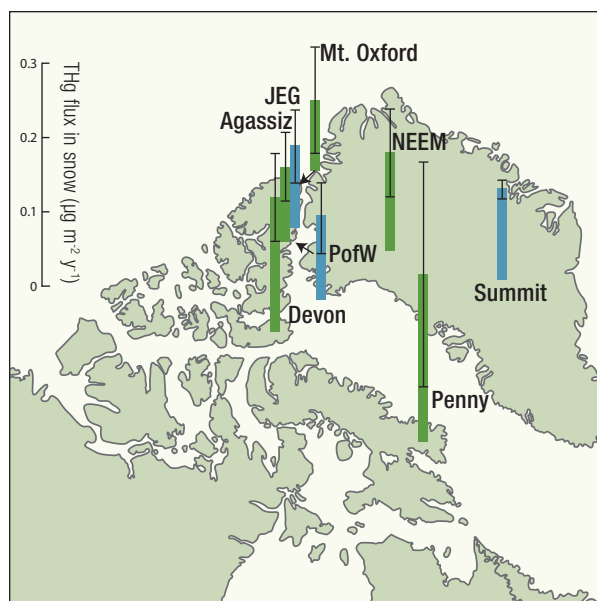 0.3
0.2
0.1
0
THg flux in snow (µg m⁻² y⁻¹)
Mt. Oxford
JEG
Agassiz
NEEM
PofW
Summit
Devon
Penny